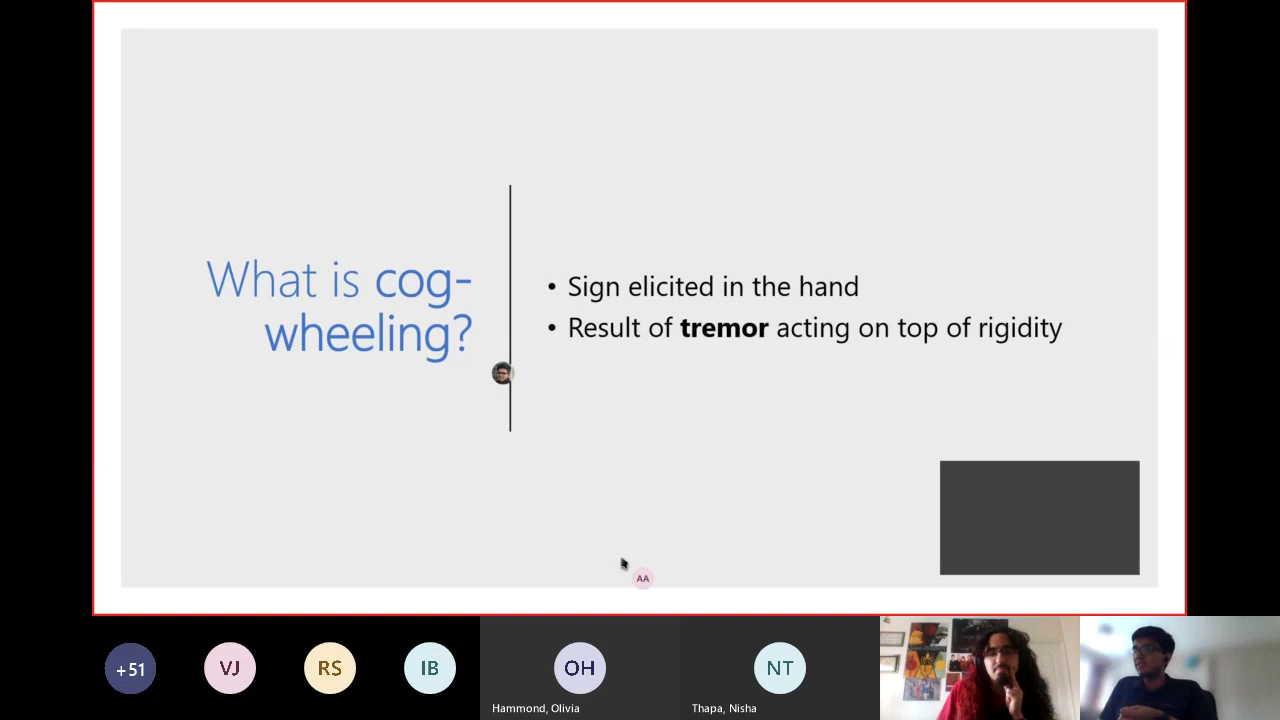 What is cog-
wheeling?
• Sign elicited in the hand
• Result of tremor acting on top of rigidity
AA
+51
VJ
RS
IB
OH
NT
Hammond, Olivia
Thapa, Nisha